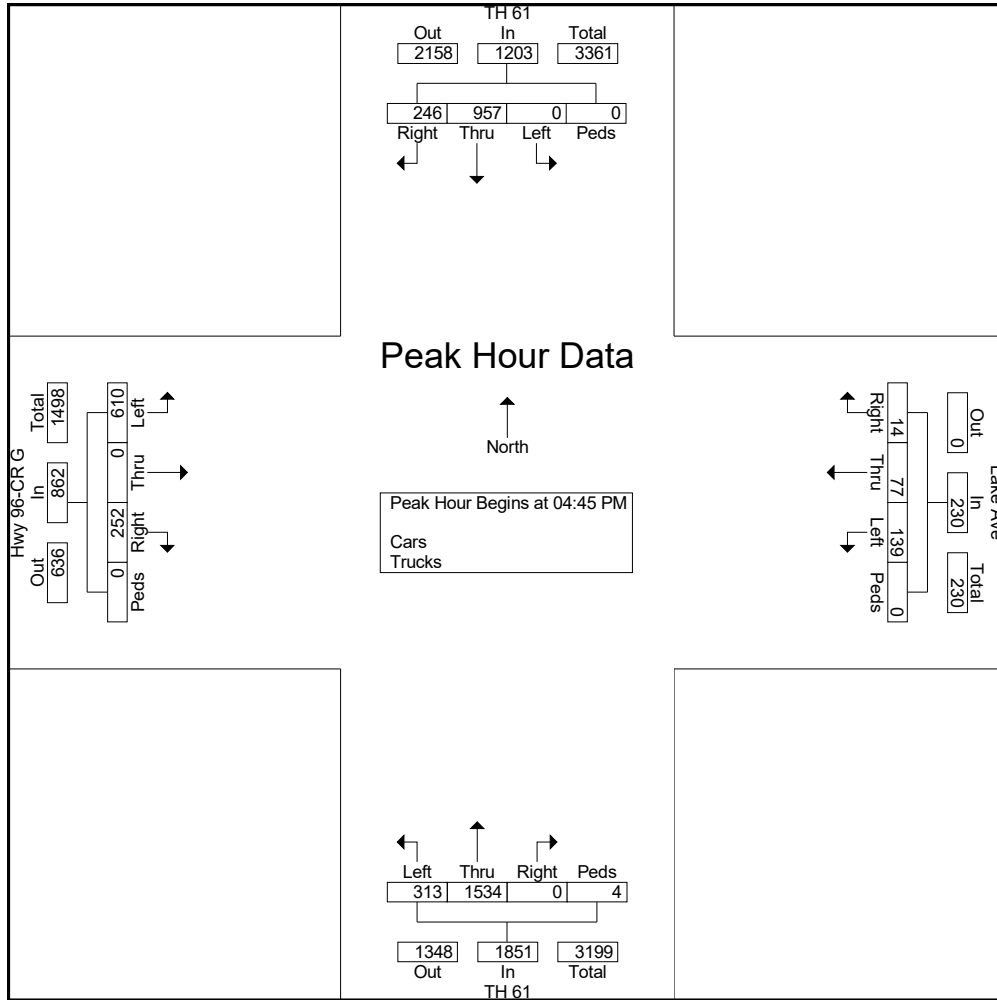 TH 61
Out In Total
2158 1203 3361
246 957 0 0
Right Thru Left Peds
Peak Hour Data
North
Peak Hour Begins at 04:45 PM
Cars
Trucks
Hwy 96-CR G
Total In Out
1498 862 636
610 0 252 0
Left Thru Right Peds
Lake Ave
Out In Total
0 230 230
14 77 139 0
Right Thru Left Peds
Left Thru Right Peds
313 1534 0 4
1348 1851 3199
Out In Total
TH 61